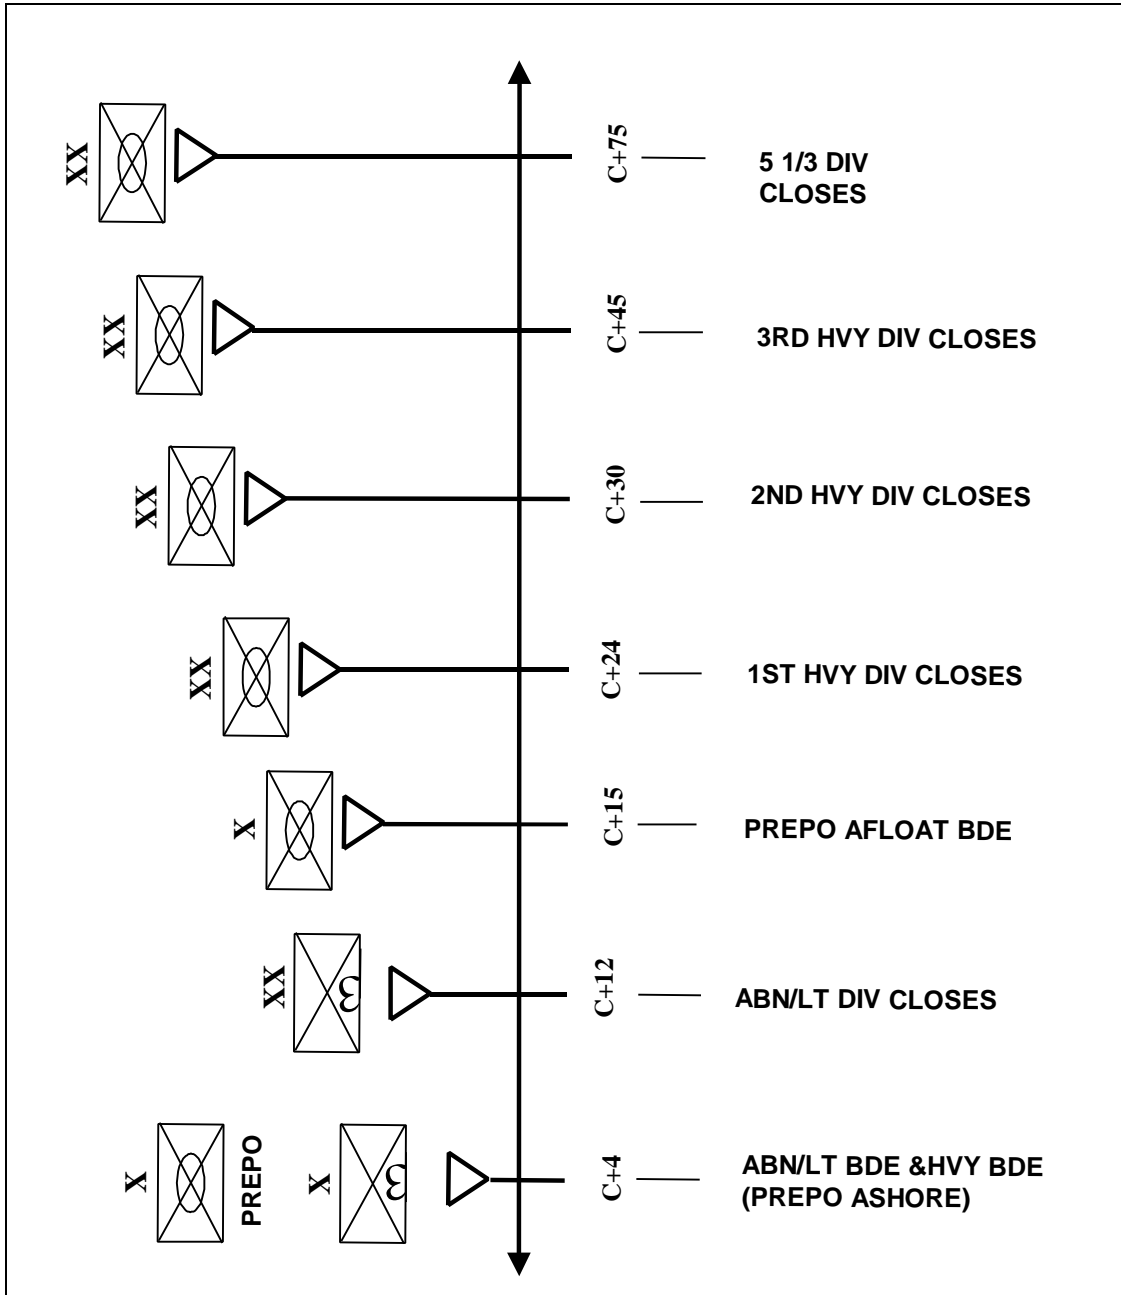 XX
C+75
5 1/3 DIV
CLOSES
XX
C+45
3RD HVY DIV CLOSES
XX
C+30
2ND HVY DIV CLOSES
XX
C+24
1ST HVY DIV CLOSES
X
C+15
PREPO AFLOAT BDE
XX
C+12
ABN/LT DIV CLOSES
X
PREPO
X
C+4
ABN/LT BDE &HVY BDE
(PREPO ASHORE)